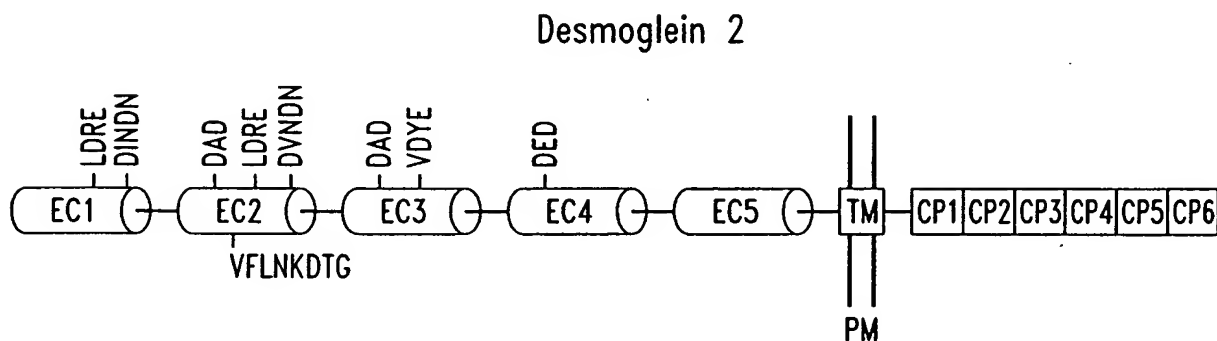 Desmoglein 2
LDRE
DINDN
DAD
LDRE
DVNDN
DAD
VDYE
DED
EC1
EC2
EC3
EC4
EC5
TM
CP1
CP2
CP3
CP4
CP5
CP6
VFLNKDTG
PM